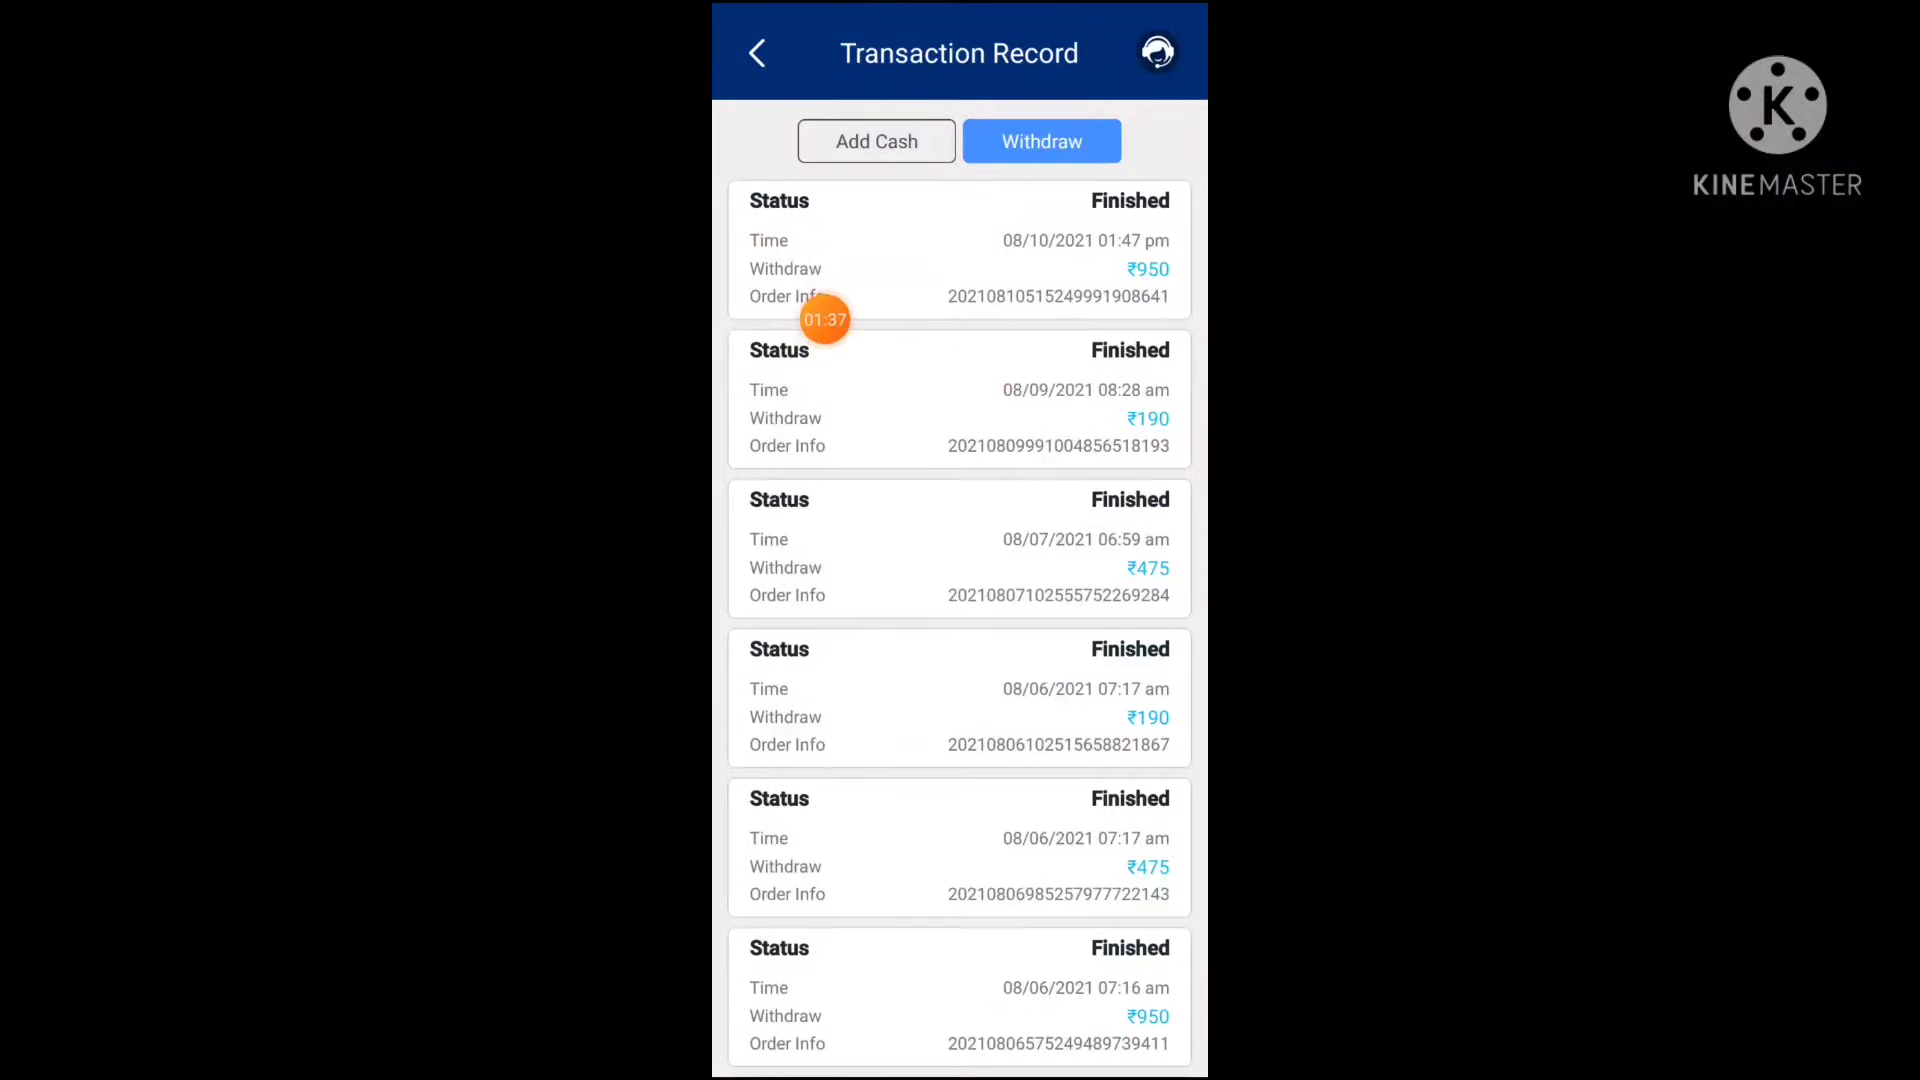 Transaction Record
KINEMASTER
Add Cash Withdraw
Status Finished
Time 08/10/2021 01:47 pm
Withdraw ₹950
Order Info 20210810515249991908641
01:37
Status Finished
Time 08/09/2021 08:28 am
Withdraw ₹190
Order Info 20210809991004856518193
Status Finished
Time 08/07/2021 06:59 am
Withdraw ₹475
Order Info 20210807102555752269284
Status Finished
Time 08/06/2021 07:17 am
Withdraw ₹190
Order Info 20210806102515658821867
Status Finished
Time 08/06/2021 07:17 am
Withdraw ₹475
Order Info 20210806985257977722143
Status Finished
Time 08/06/2021 07:16 am
Withdraw ₹950
Order Info 20210806575249489739411